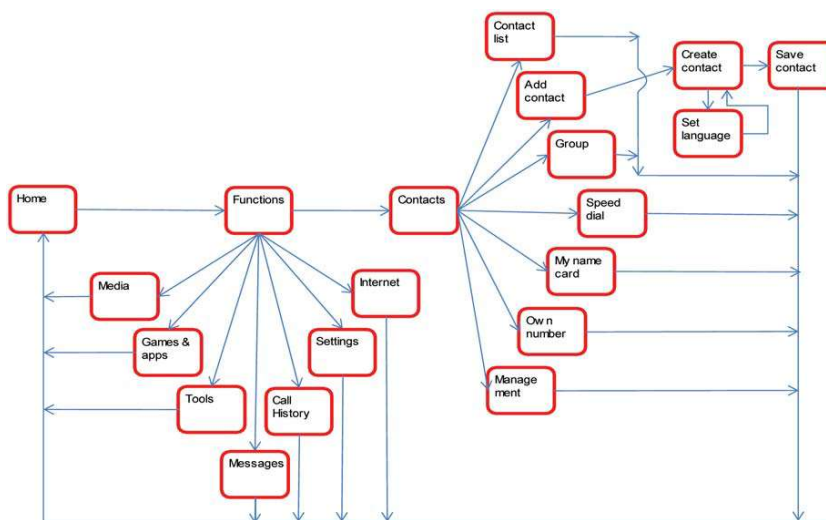 Contact
list
Create
contact
Save
contact
Add
contact
Set
language
Group
Home
Functions
Contacts
Speed
dial
My name
card
Media
Internet
Own
number
Games &
apps
Settings
Manage
ment
Tools
Call
History
Messages